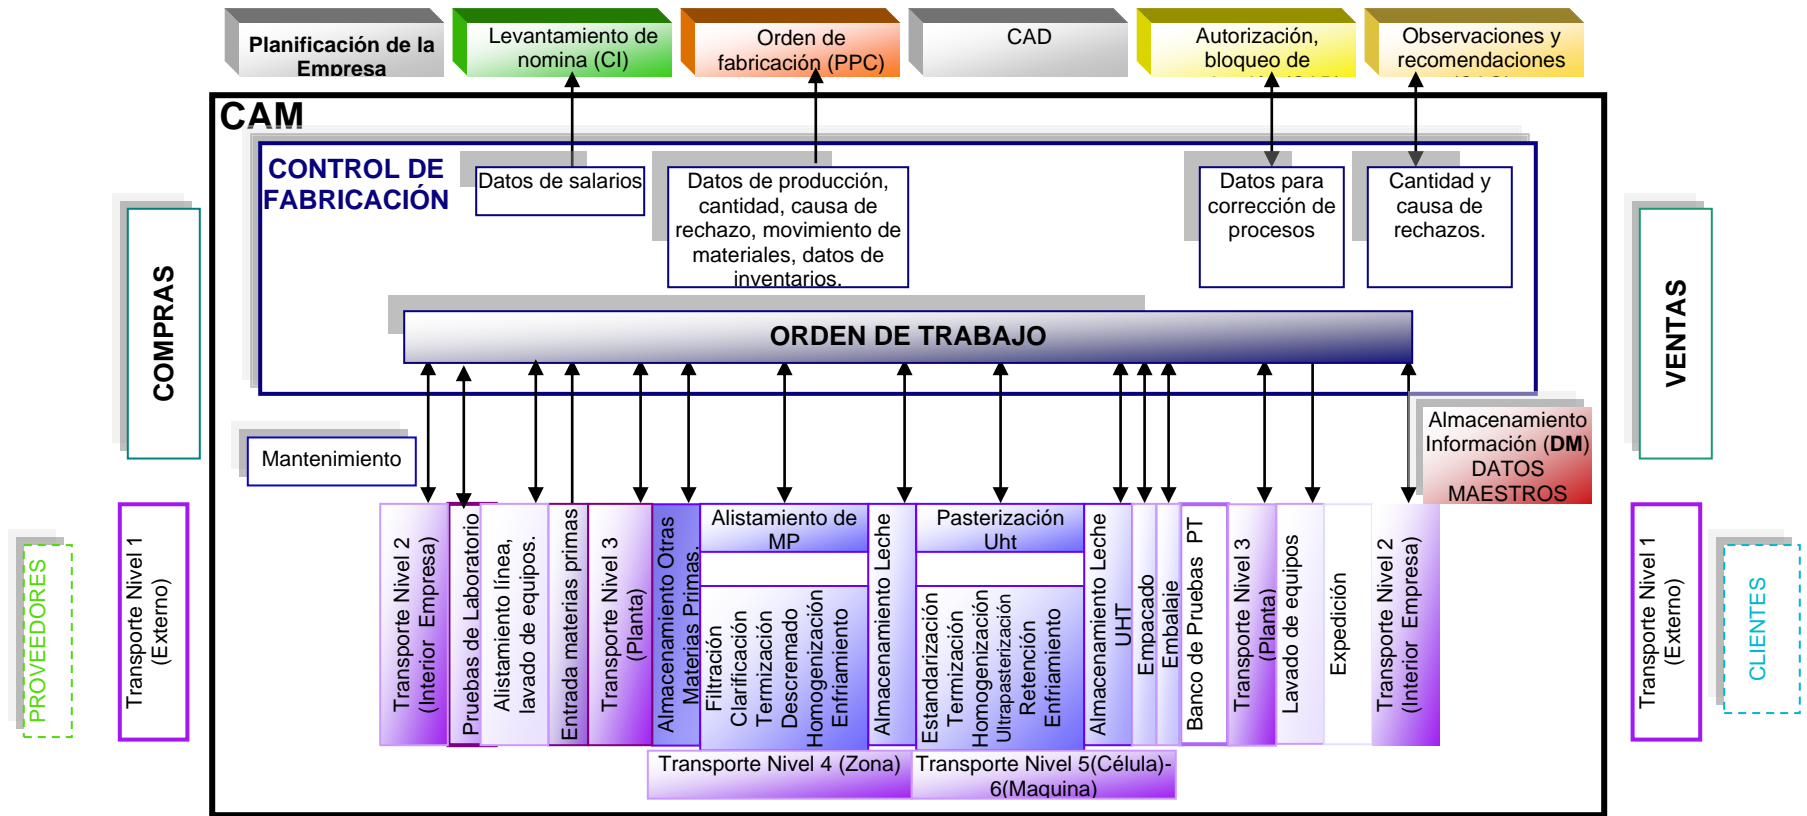 Planificación de la
Empresa
Levantamiento de
nomina (CI)
Orden de
fabricación (PPC)
CAD
Autorización,
bloqueo de
Observaciones y
recomendaciones
CAM
CONTROL DE
FABRICACIÓN
Datos de salarios
Datos de producción,
cantidad, causa de
rechazo, movimiento de
materiales, datos de
inventarios.
Datos para
corrección de
procesos
Cantidad y
causa de
rechazos.
ORDEN DE TRABAJO
COMPRAS
VENTAS
Mantenimiento
Almacenamiento
Información (DM)
DATOS
MAESTROS
PROVEEDORES
Transporte Nivel 1
(Externo)
Transporte Nivel 2
(Interior Empresa)
Pruebas de Laboratorio
Alistamiento línea,
lavado de equipos.
Entrada materias primas
Transporte Nivel 3
(Planta)
Almacenamiento Otras
Materias Primas.
Alistamiento de
MP
Filtración
Clarificación
Termización
Descremado
Homogenización
Enfriamiento
Almacenamiento Leche
Pasterización
Uht
Estandarización
Termización
Homogenización
Ultrapasterización
Retención
Enfriamiento
Almacenamiento Leche
UHT
Empacado
Embalaje
Banco de Pruebas PT
Transporte Nivel 3
(Planta)
Lavado de equipos
Expedición
Transporte Nivel 2
(Interior Empresa)
Transporte Nivel 1
(Externo)
CLIENTES
Transporte Nivel 4 (Zona)
Transporte Nivel 5(Célula)-
6(Maquina)